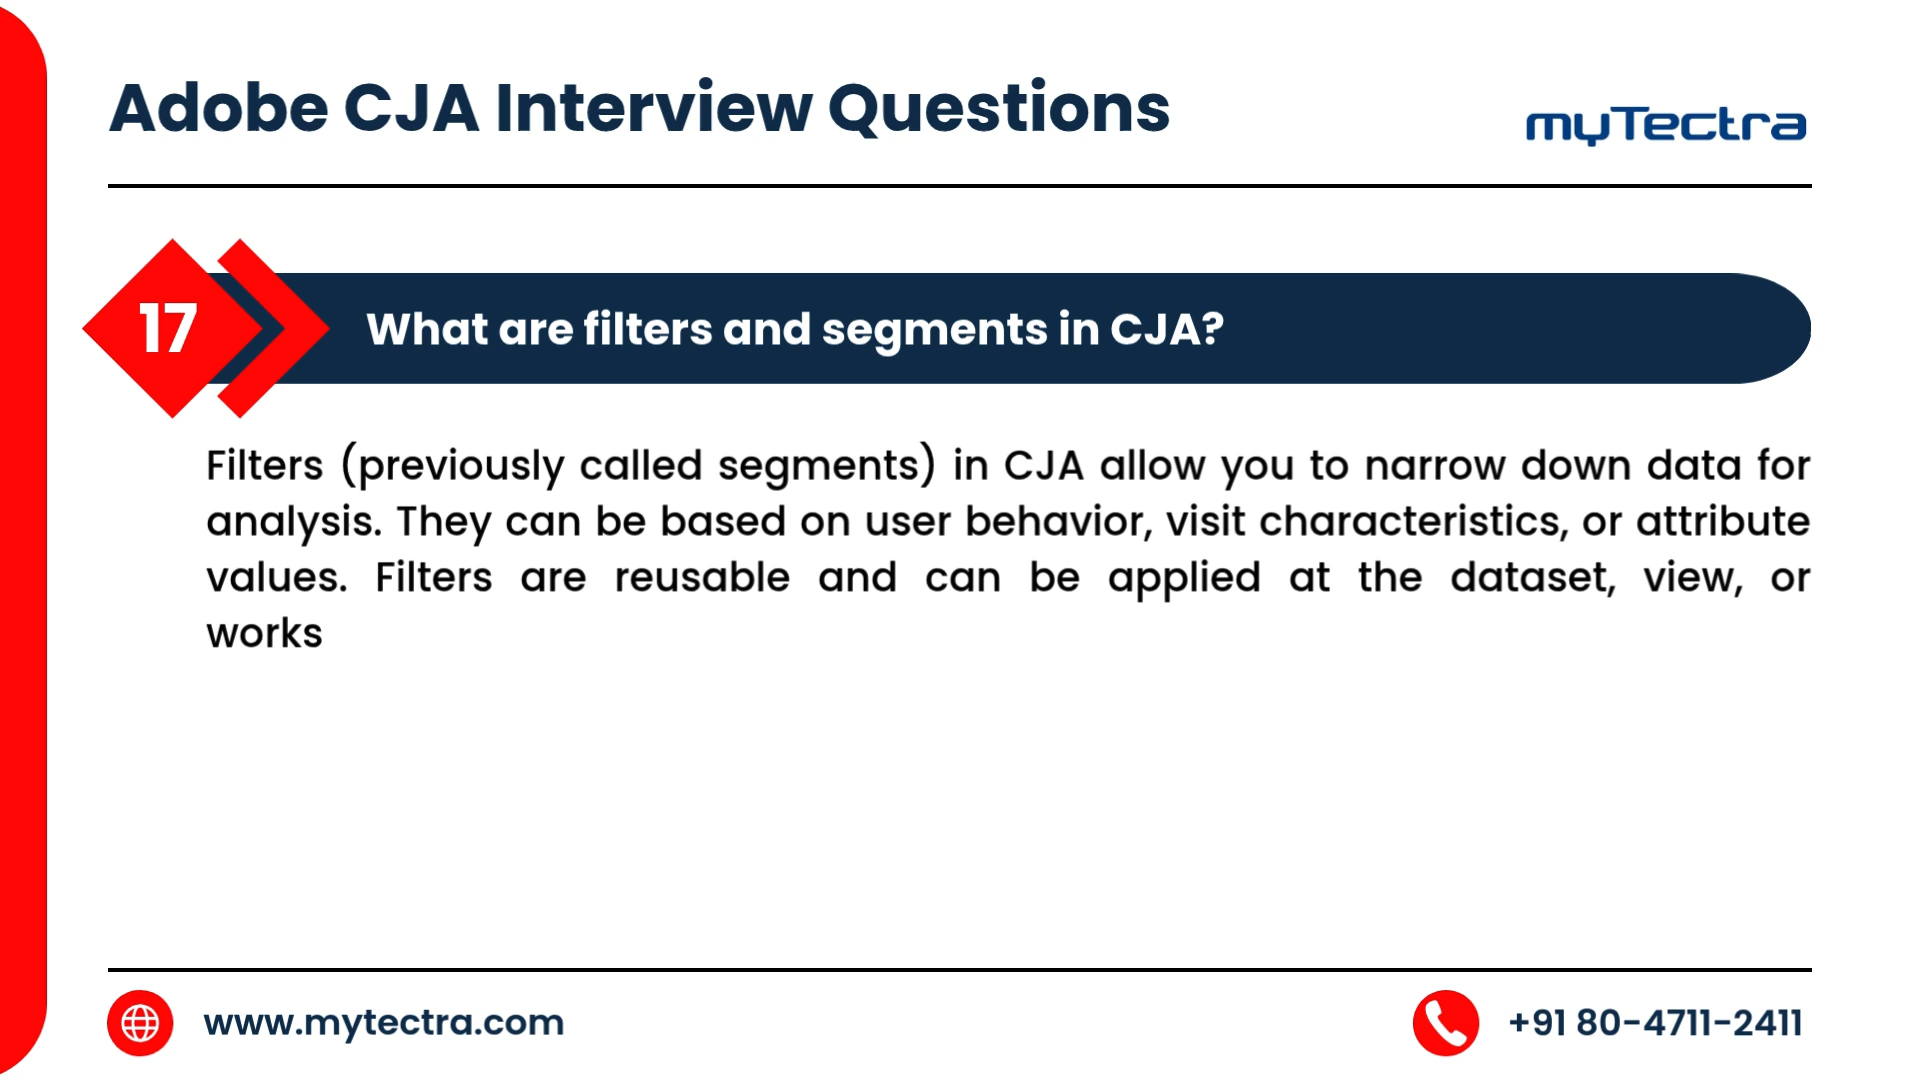 Adobe CJA Interview Questions
myTectra
17
What are filters and segments in CJA?
Filters (previously called segments) in CJA allow you to narrow down data for
analysis. They can be based on user behavior, visit characteristics, or attribute
values. Filters are reusable and can be applied at the dataset, view, or
works
www.mytectra.com
+91 80-4711-2411